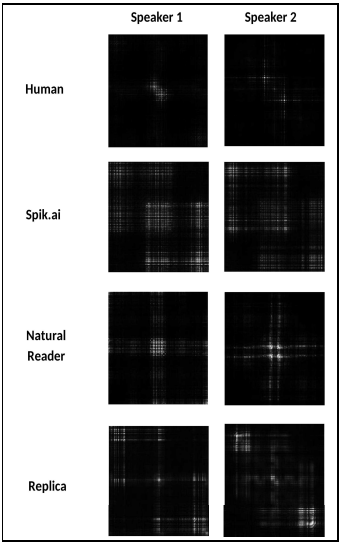 Speaker 1 Speaker 2
Human
Spik.ai
Natural
Reader
Replica